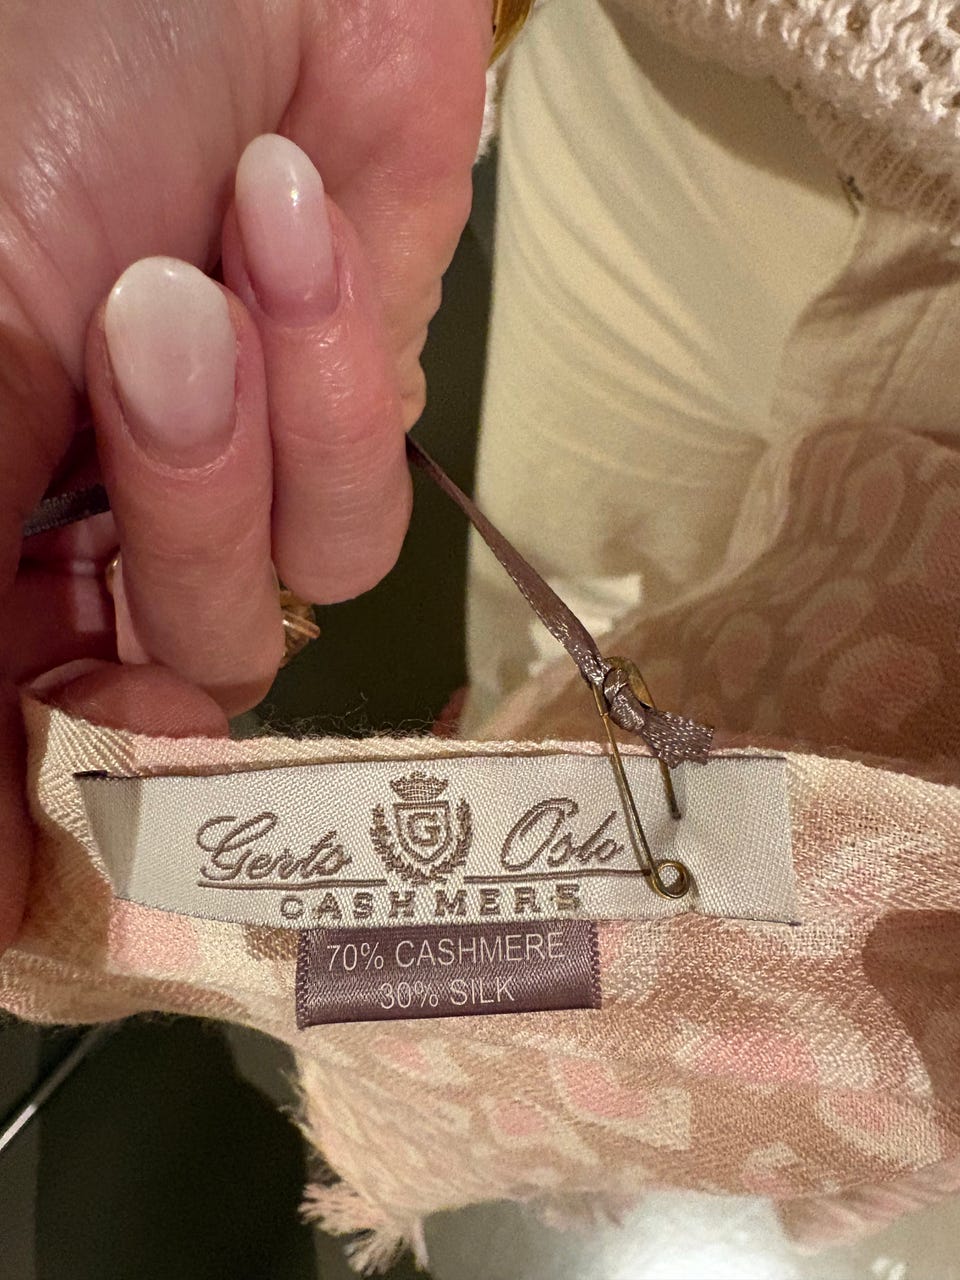 Gerts G Oslo
CASHMERE
70% CASHMERE
30% SILK